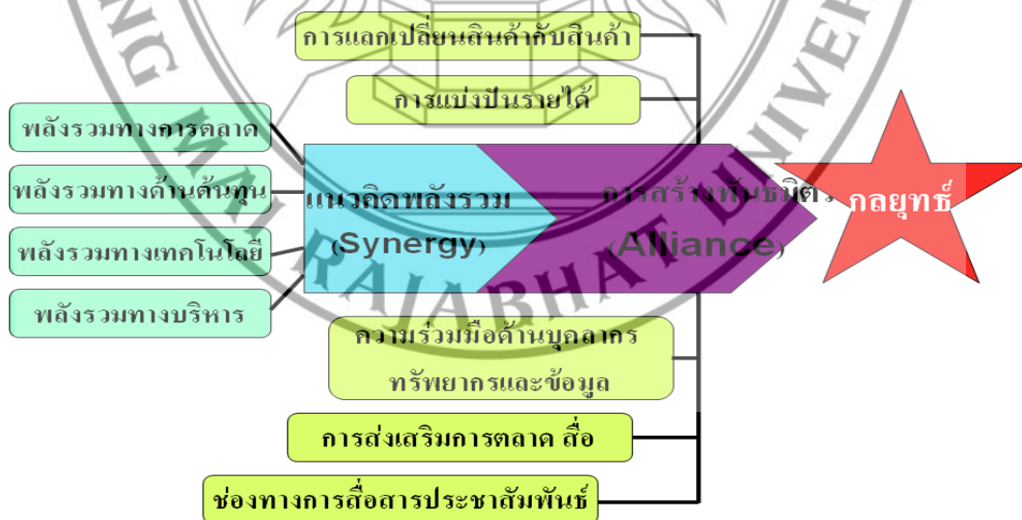 การแลกเปลี่ยนสินค้ากับสินค้า
การแบ่งปันรายได้
พลังรวมทางการตลาด
พลังรวมทางด้านต้นทุน
พลังรวมทางเทคโนโลยี
พลังรวมทางบริหาร
แนวคิดพลังรวม
(Synergy)
การสร้างพันธมิตร
(Alliance)
กลยุทธ์
ความร่วมมือด้านบุคลากร
ทรัพยากรและข้อมูล
การส่งเสริมการตลาด สื่อ
ช่องทางการสื่อสารประชาสัมพันธ์
RAJABHAT